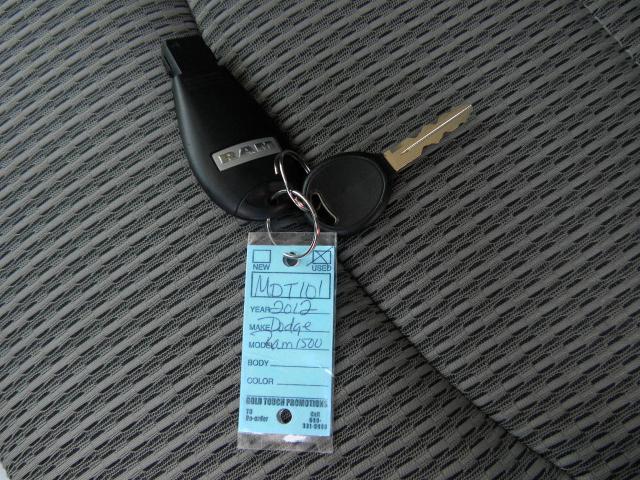 RAM
NEW USED
MDT101
YEAR 2012
MAKE Dodge
MODEL Ram 1500
BODY
COLOR
GOLD TOUCH PROMOTIONS
TO Call
Re-order